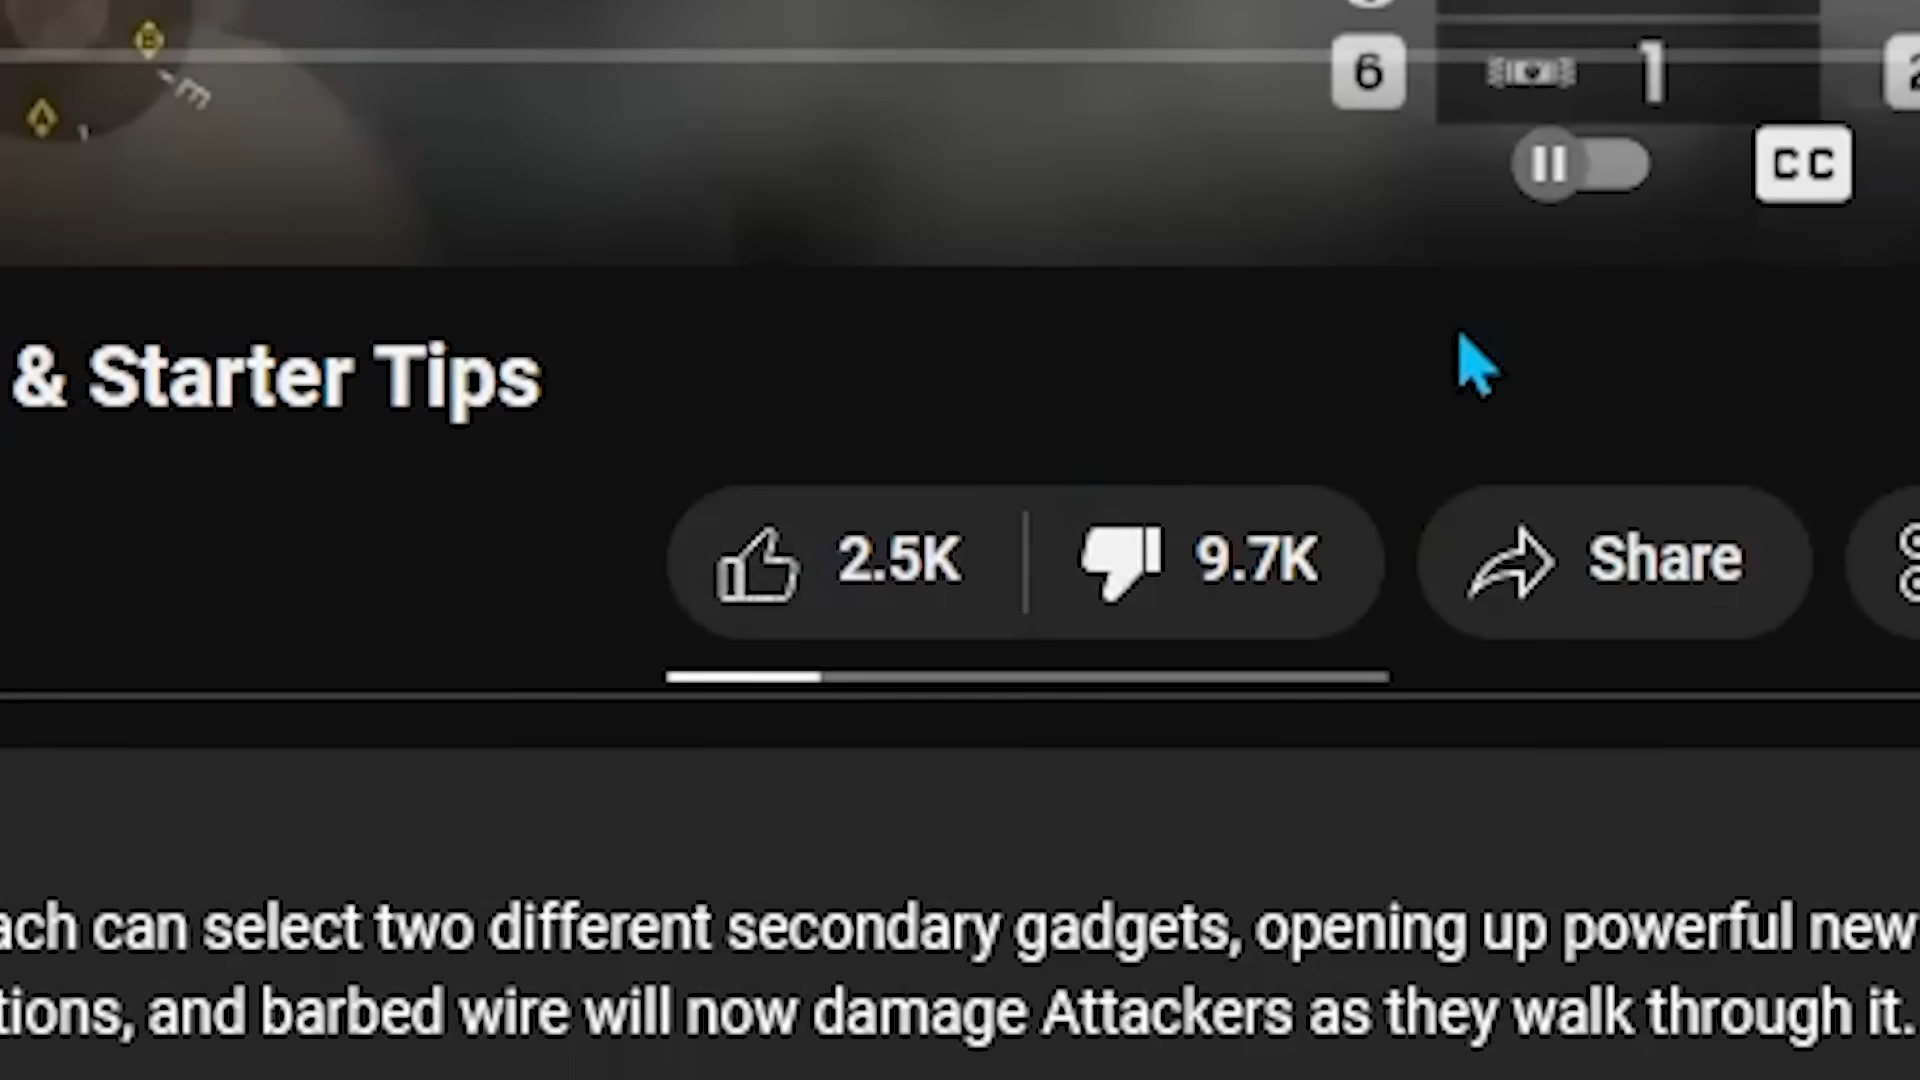 B
A
E
6
1
2
CC
& Starter Tips
2.5K
9.7K
Share
ach can select two different secondary gadgets, opening up powerful new
tions, and barbed wire will now damage Attackers as they walk through it.